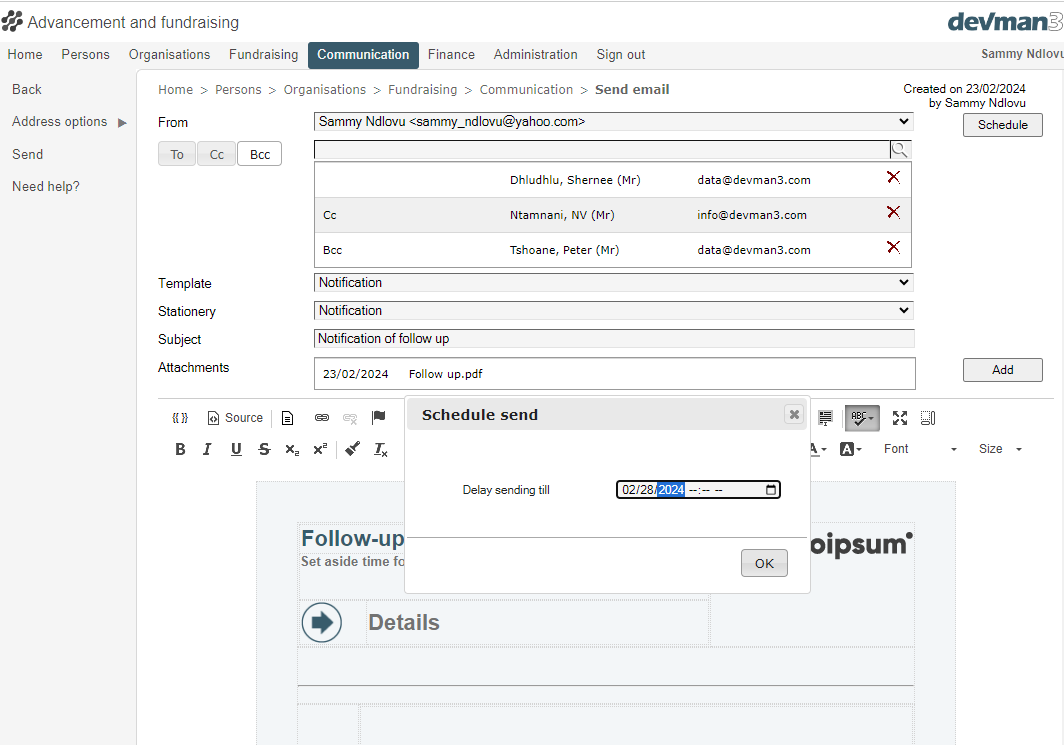 Advancement and fundraising
devman3
Home Persons Organisations Fundraising Communication Finance Administration Sign out Sammy Ndlovu
Back
Address options
Send
Need help?
Home > Persons > Organisations > Fundraising > Communication > Send email
Created on 23/02/2024
by Sammy Ndlovu
From
Sammy Ndlovu <sammy_ndlovu@yahoo.com>
Schedule
To Cc Bcc
Dhludhlu, Shernee (Mr) data@devman3.com
Cc Ntamnani, NV (Mr) info@devman3.com
Bcc Tshoane, Peter (Mr) data@devman3.com
Template Notification
Stationery Notification
Subject Notification of follow up
Attachments 23/02/2024 Follow up.pdf Add
Source
ABC
B I U S x₂ x² Tx A A Font Size
Schedule send
Delay sending till 02/28/2024 --:-- --
OK
Follow-up
Set aside time fo
oipsum
Details